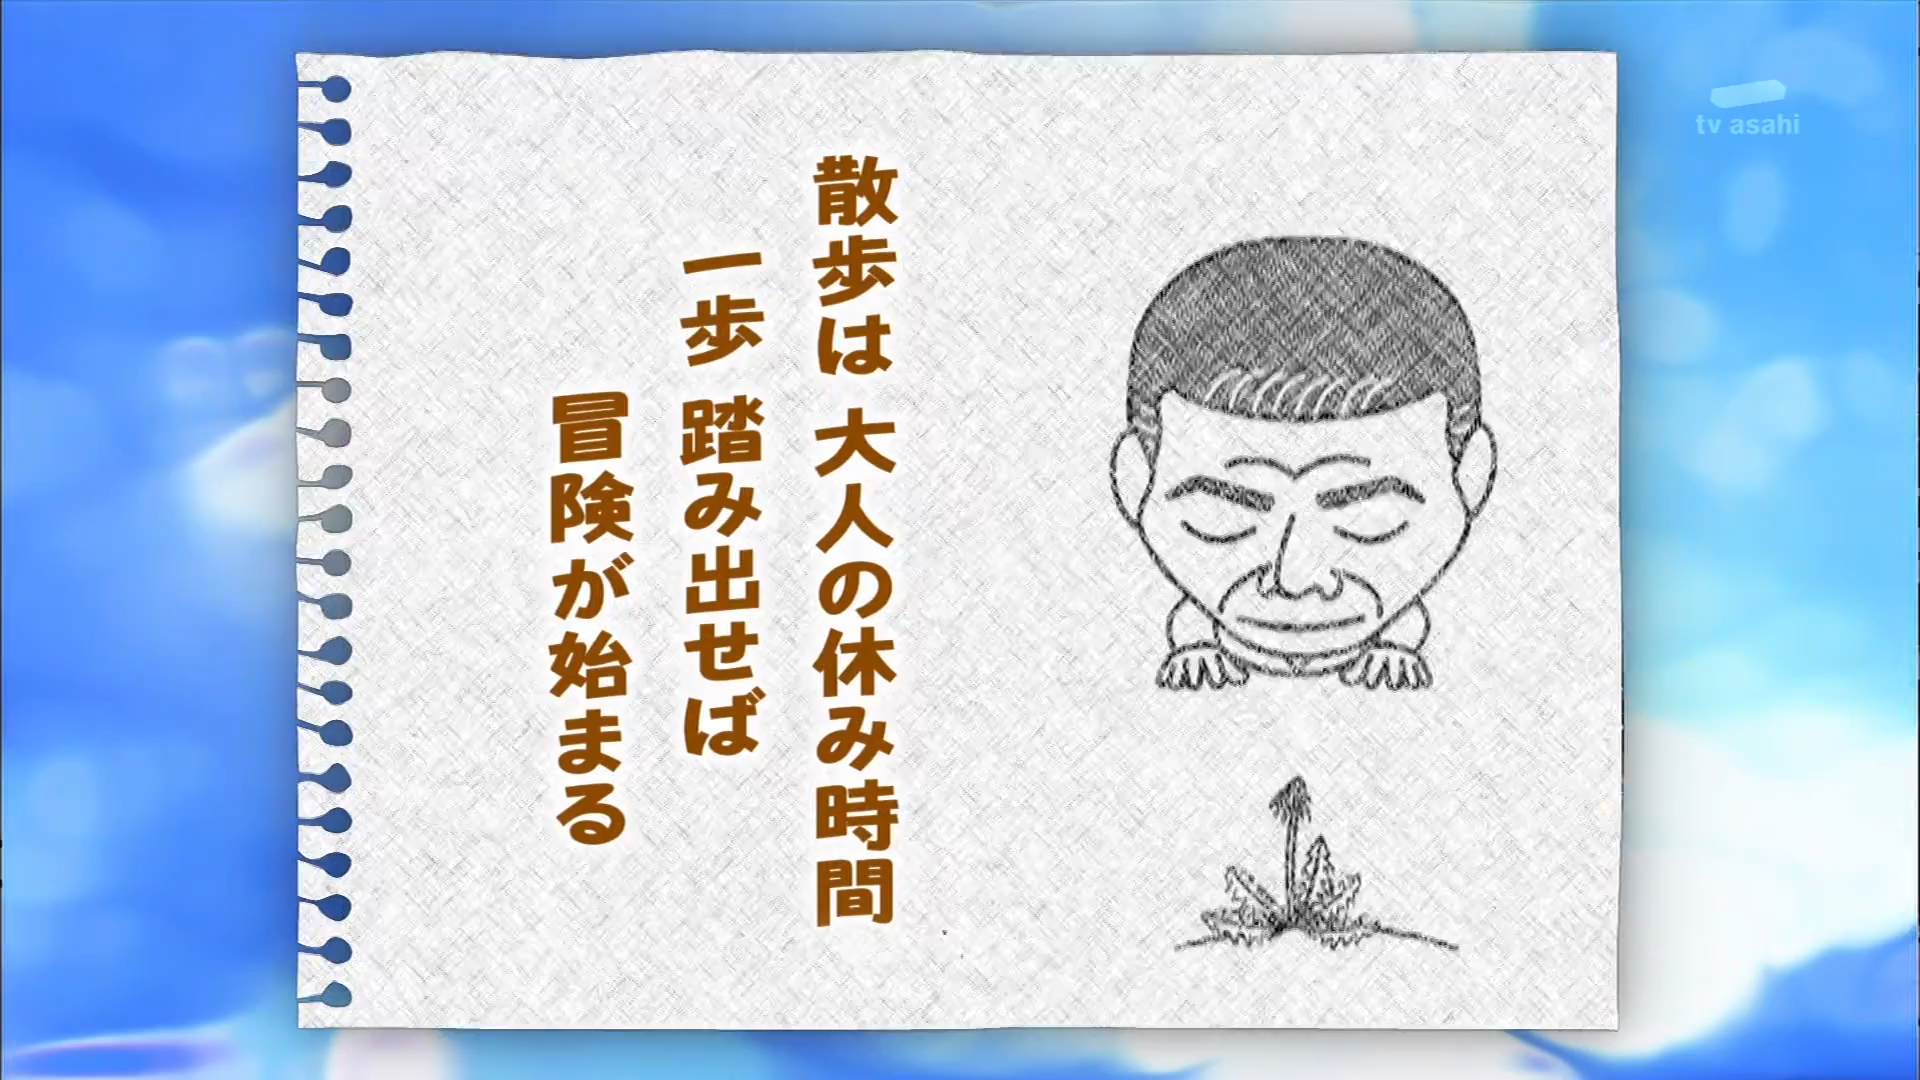 散歩は 大人の休み時間
一歩 踏み出せば
冒険が始まる
tv asahi